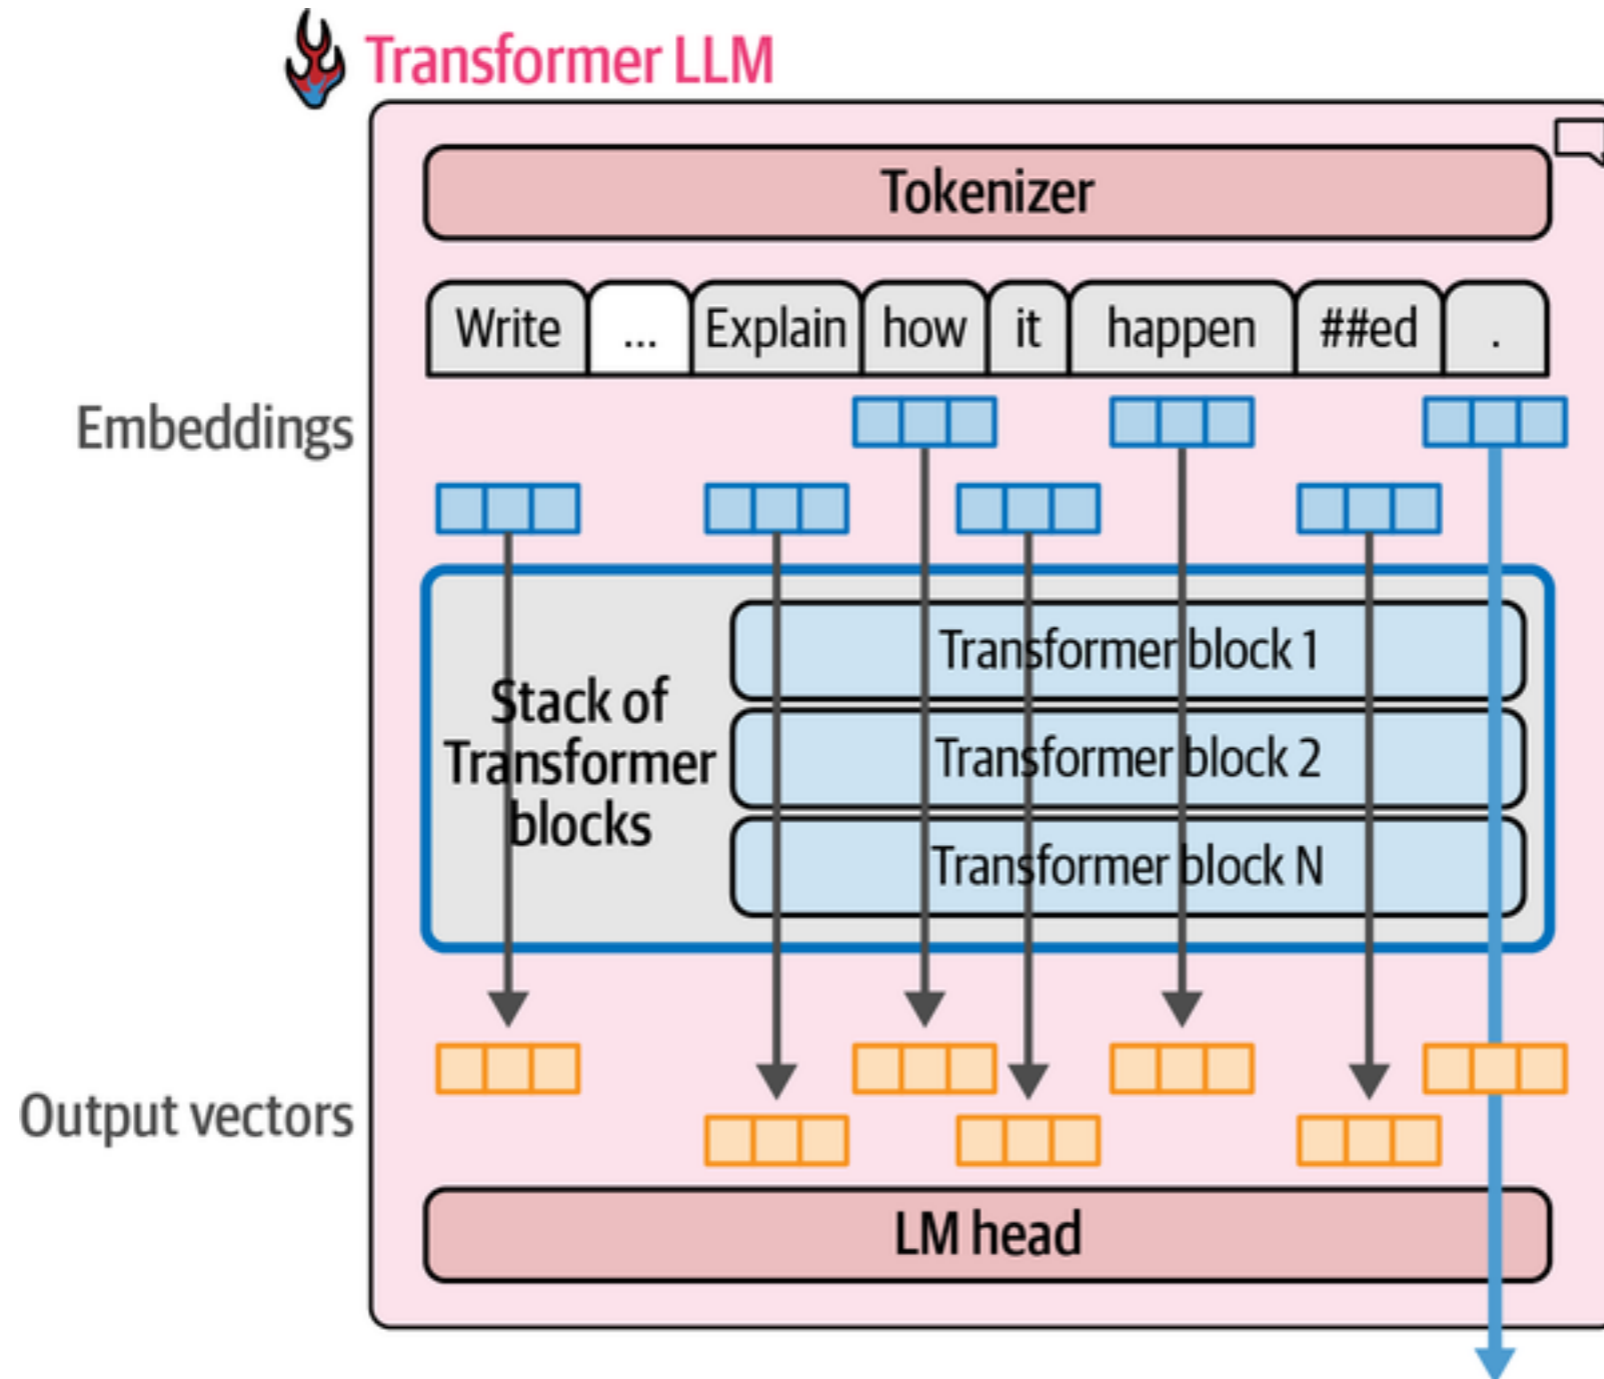 Transformer LLM
Tokenizer
Write ... Explain how it happen ##ed .
Embeddings
Stack of
Transformer
blocks
Transformer block 1
Transformer block 2
Transformer block N
Output vectors
LM head